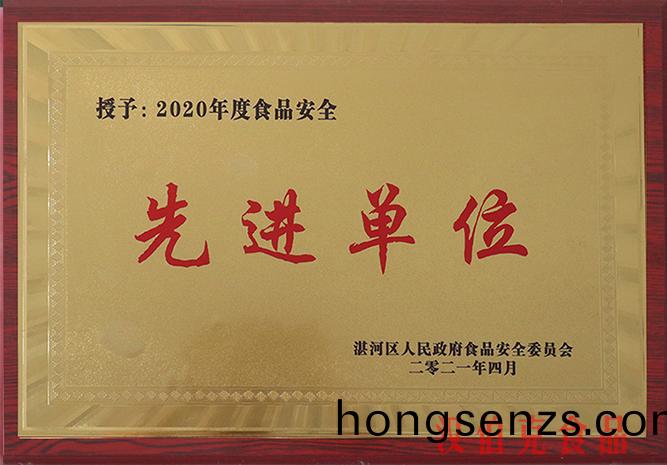 授予：2020年度食品安全
先进单位
湛河区人民政府食品安全委员会
二零二一年四月
hongsenzs.com
食品